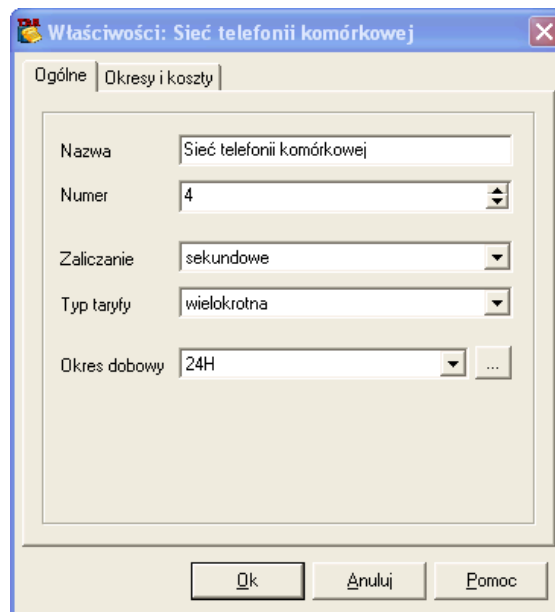 Właściwości: Sieć telefonii komórkowej
Ogólne
Okresy i koszty
Nazwa
Sieć telefonii komórkowej
Numer
4
Zaliczanie
sekundowe
Typ taryfy
wielokrotna
Okres dobowy
24H
...
Ok
Anuluj
Pomoc